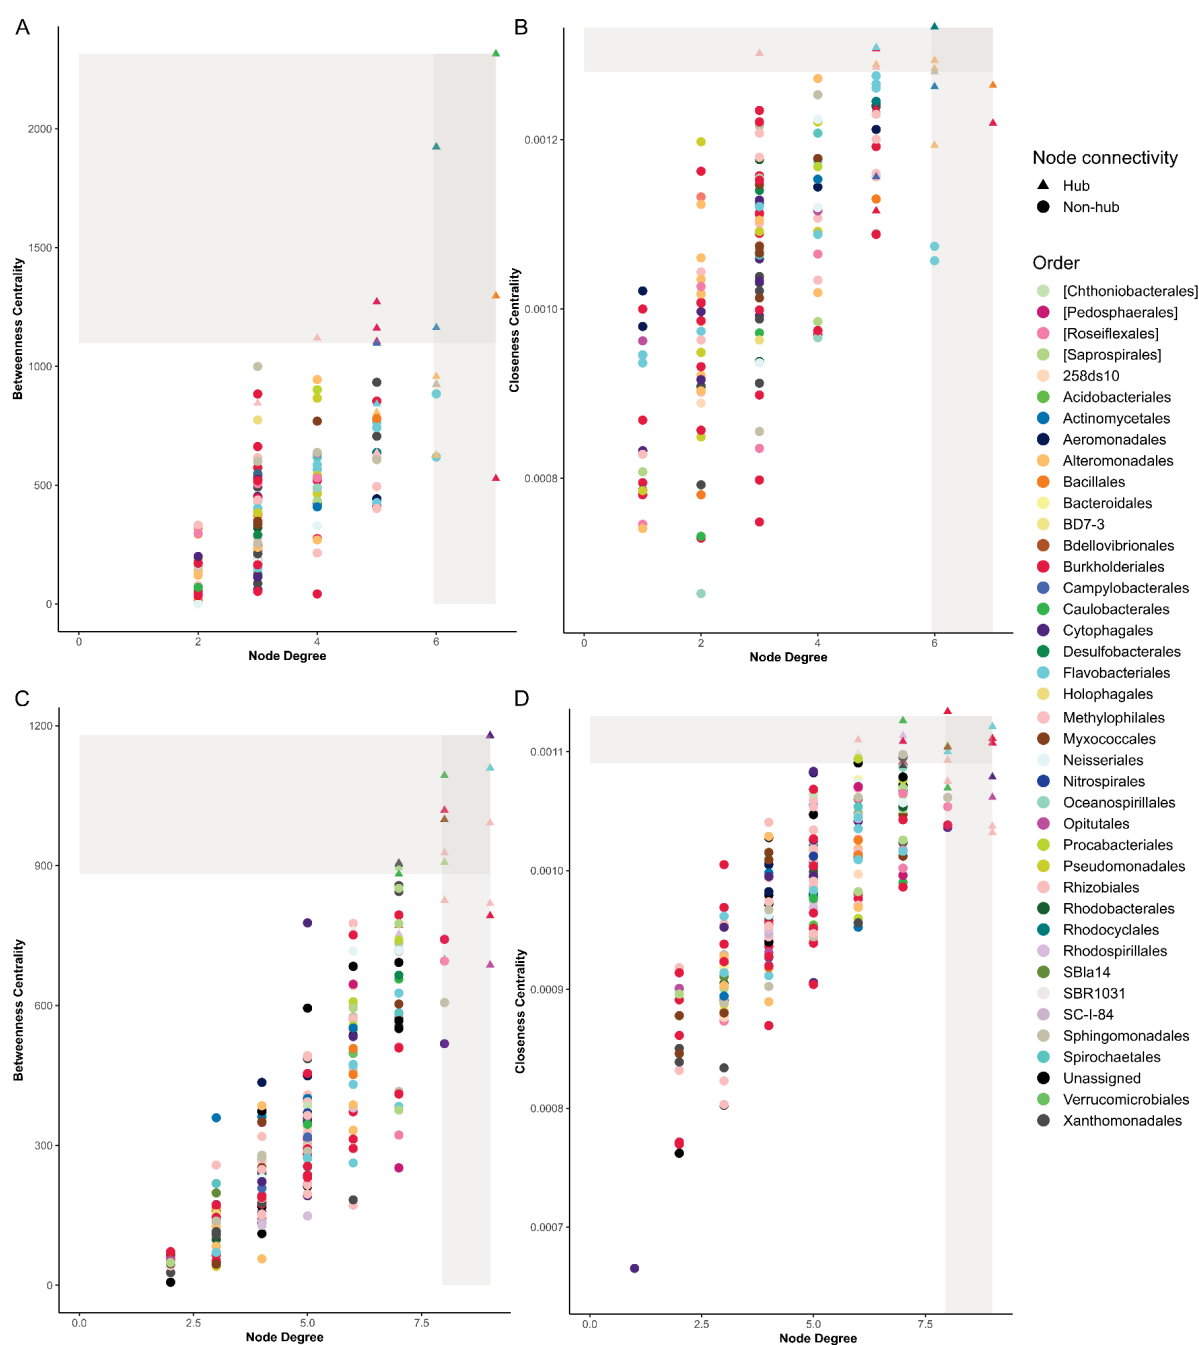 A
B
2000
1500
1000
500
0
0
2
4
6
Betweenness Centrality
Node Degree
0.0012
0.0010
0.0008
0
2
4
6
Closeness Centrality
Node Degree
Node connectivity
Hub
Non-hub
Order
[Chthoniobacterales]
[Pedosphaerales]
[Roseiflexales]
[Saprospirales]
258ds10
Acidobacteriales
Actinomycetales
Aeromonadales
Alteromonadales
Bacillales
Bacteroidales
BD7-3
Bdellovibrionales
Burkholderiales
Campylobacterales
Caulobacterales
Cytophagales
Desulfobacterales
Flavobacteriales
Holophagales
Methylophilales
Myxococcales
Neisseriales
Nitrospirales
Oceanospirillales
Opitutales
Procabacteriales
Pseudomonadales
Rhizobiales
Rhodobacterales
Rhodocyclales
Rhodospirillales
SBla14
SBR1031
SC-I-84
Sphingomonadales
Spirochaetales
Unassigned
Verrucomicrobiales
Xanthomonadales
C
D
1200
900
600
300
0
0.0
2.5
5.0
7.5
Betweenness Centrality
Node Degree
0.0011
0.0010
0.0009
0.0008
0.0007
0.0
2.5
5.0
7.5
Closeness Centrality
Node Degree